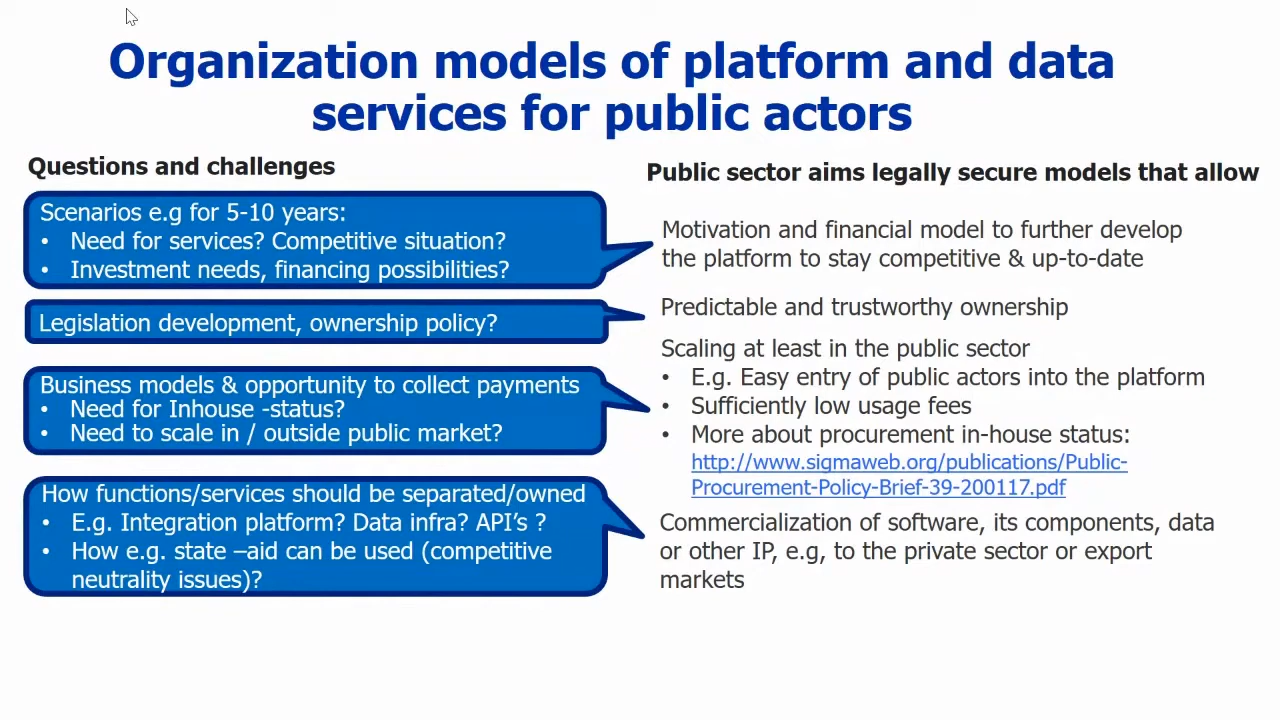 Organization models of platform and data
services for public actors
Questions and challenges
Scenarios e.g for 5-10 years:
• Need for services? Competitive situation?
• Investment needs, financing possibilities?
Legislation development, ownership policy?
Business models & opportunity to collect payments
• Need for Inhouse -status?
• Need to scale in / outside public market?
How functions/services should be separated/owned
• E.g. Integration platform? Data infra? API’s ?
• How e.g. state –aid can be used (competitive
neutrality issues)?
Public sector aims legally secure models that allow
Motivation and financial model to further develop
the platform to stay competitive & up-to-date
Predictable and trustworthy ownership
Scaling at least in the public sector
• E.g. Easy entry of public actors into the platform
• Sufficiently low usage fees
• More about procurement in-house status:
http://www.sigmaweb.org/publications/Public-
Procurement-Policy-Brief-39-200117.pdf
Commercialization of software, its components, data
or other IP, e.g, to the private sector or export
markets